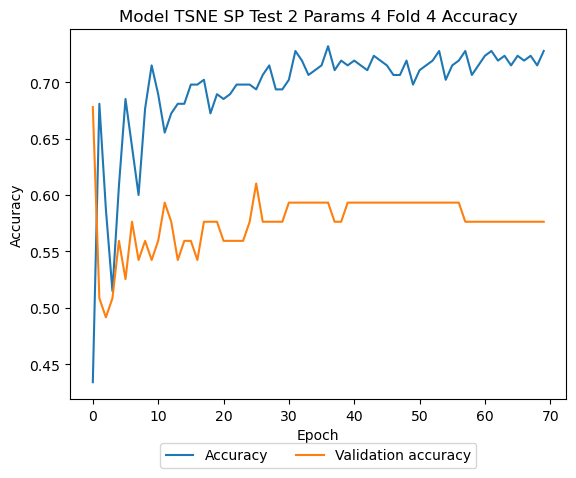 Model TSNE SP Test 2 Params 4 Fold 4 Accuracy
0.70
0.65
0.60
0.55
0.50
0.45
Accuracy
0 10 20 30 40 50 60 70
Epoch
Accuracy Validation accuracy